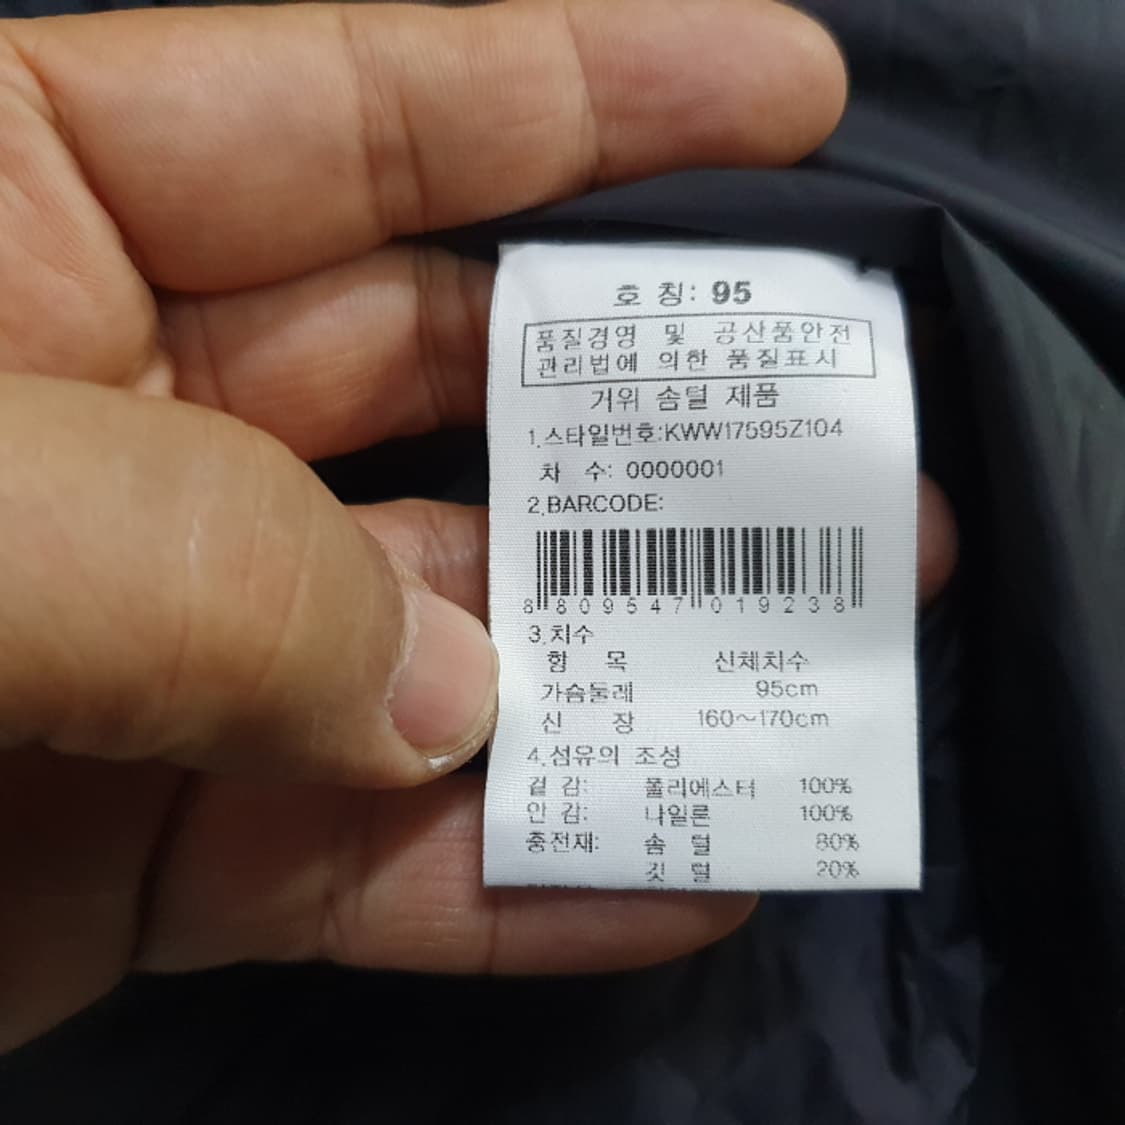 호 칭: 95
품질경영 및 공산품안전
관리법에 의한 품질표시
거위 솜털 제품
1.스타일번호:KWW17595Z104
차 수: 0000001
2.BARCODE:
8 809547 019238
3.치수
항 목 신체치수
가슴둘레 95cm
신 장 160~170cm
4.섬유의 조성
겉 감: 폴리에스터 100%
안 감: 나일론 100%
충전재: 솜 털 80%
깃 털 20%